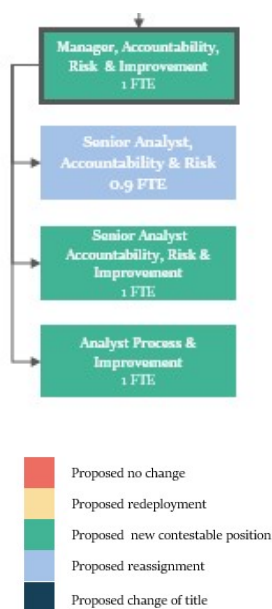 Manager, Accountability,
Risk & Improvement
1 FTE
Senior Analyst,
Accountability & Risk
0.9 FTE
Senior Analyst
Accountability, Risk &
Improvement
1 FTE
Analyst Process &
Improvement
1 FTE
Proposed no change
Proposed redeployment
Proposed new contestable position
Proposed reassignment
Proposed change of title